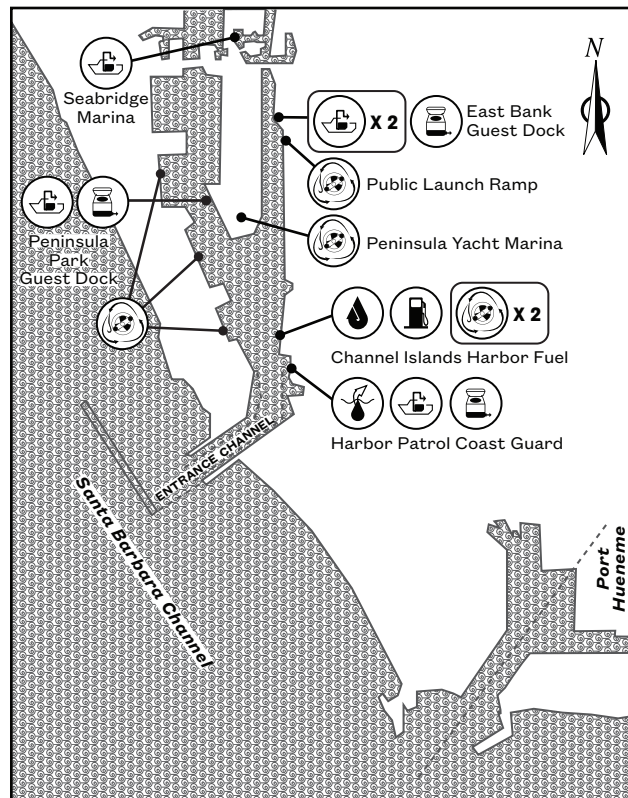 N
Seabridge
Marina
X 2
East Bank
Guest Dock
Public Launch Ramp
Peninsula Yacht Marina
Peninsula
Park
Guest Dock
X 2
Channel Islands Harbor Fuel
Harbor Patrol Coast Guard
ENTRANCE CHANNEL
Santa Barbara Channel
Port
Hueneme